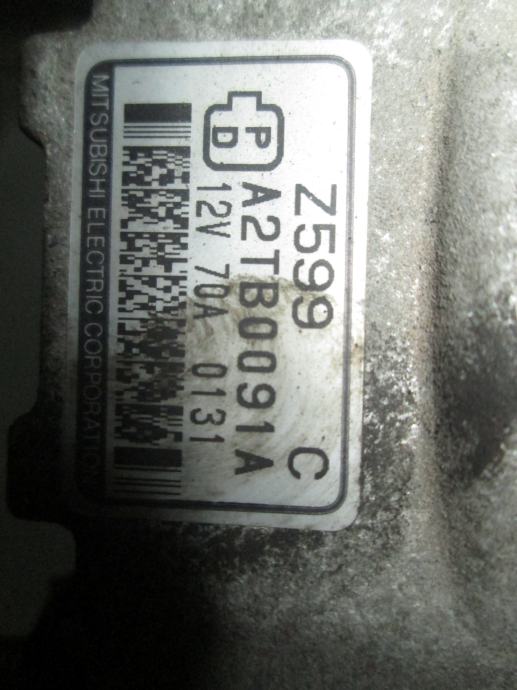 Z599 C
A2TB0091A
P
D
12V 70A 0131
MITSUBISHI ELECTRIC CORPORATION